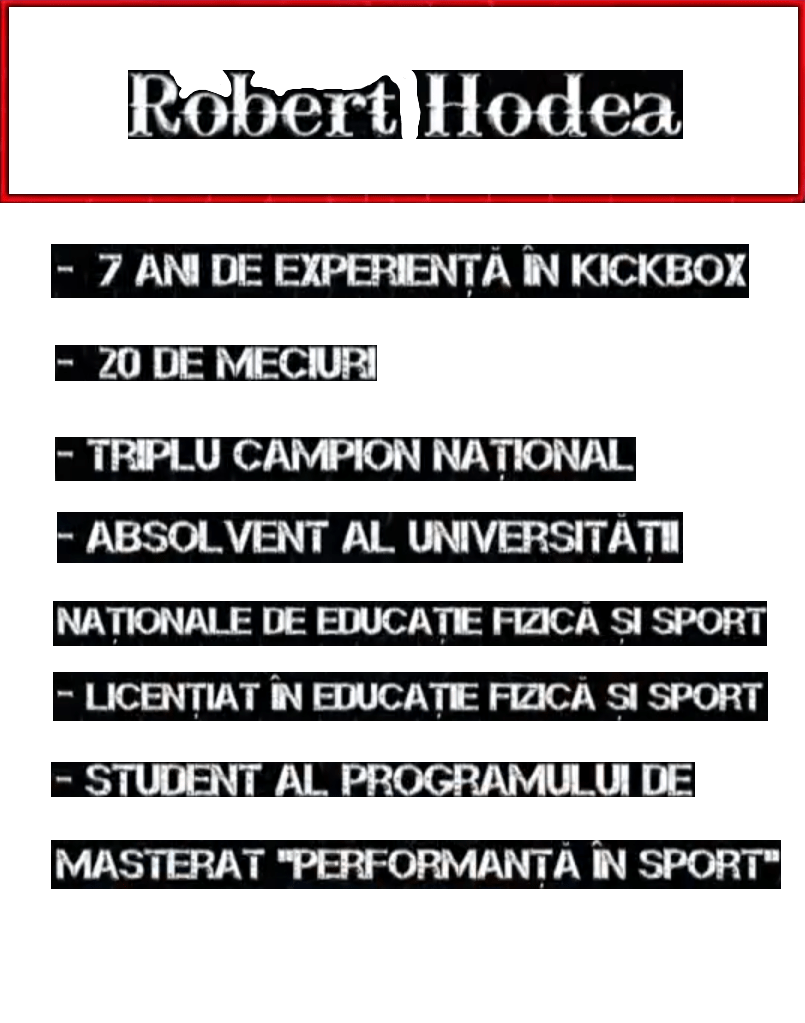 Robert Hodea
- 7 ANI DE EXPERIENȚĂ ÎN KICKBOX
- 20 DE MECIURI
- TRIPLU CAMPION NAȚIONAL
- ABSOLVENT AL UNIVERSITĂȚII
NAȚIONALE DE EDUCAȚIE FIZICĂ ȘI SPORT
- LICENȚIAT ÎN EDUCAȚIE FIZICĂ ȘI SPORT
- STUDENT AL PROGRAMULUI DE
MASTERAT "PERFORMANȚĂ ÎN SPORT"